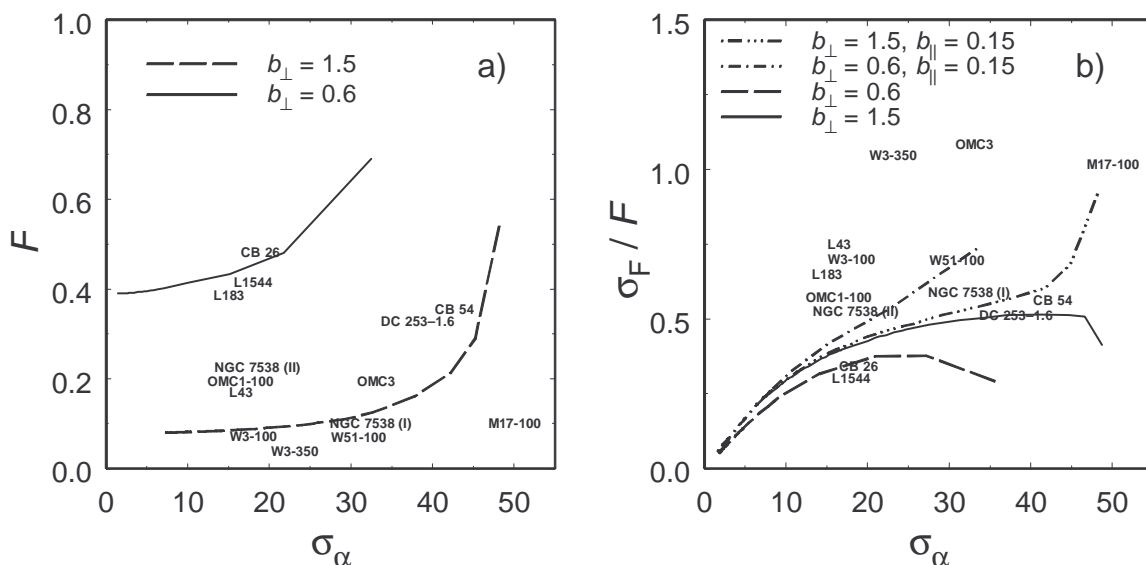 1.0
0.8
0.6
0.4
0.2
0.0
F
b⊥ = 1.5
b⊥ = 0.6
a)
CB 26
L1544
L183
CB 54
DC 253–1.6
NGC 7538 (II)
OMC1-100
L43
OMC3
NGC 7538 (I)
M17-100
W3-100
W51-100
W3-350
0 10 20 30 40 50
σα
1.5
1.0
0.5
0.0
σF / F
b⊥ = 1.5, b|| = 0.15
b⊥ = 0.6, b|| = 0.15
b⊥ = 0.6
b⊥ = 1.5
b)
OMC3
W3-350
M17-100
L43
W3-100
W51-100
L183
NGC 7538 (I)
OMC1-100
CB 54
NGC 7538 (II)
DC 253–1.6
CB 26
L1544
0 10 20 30 40 50
σα